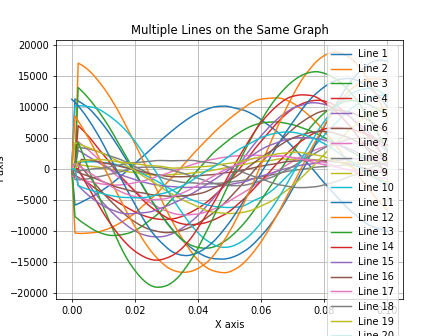 Multiple Lines on the Same Graph
20000
15000
10000
5000
0
−5000
−10000
−15000
−20000
0.00
0.02
0.04
0.06
X axis
Line 1
Line 2
Line 3
Line 4
Line 5
Line 6
Line 7
Line 8
Line 9
Line 10
Line 11
Line 12
Line 13
Line 14
Line 15
Line 16
Line 17
Line 18
Line 19
Line 20